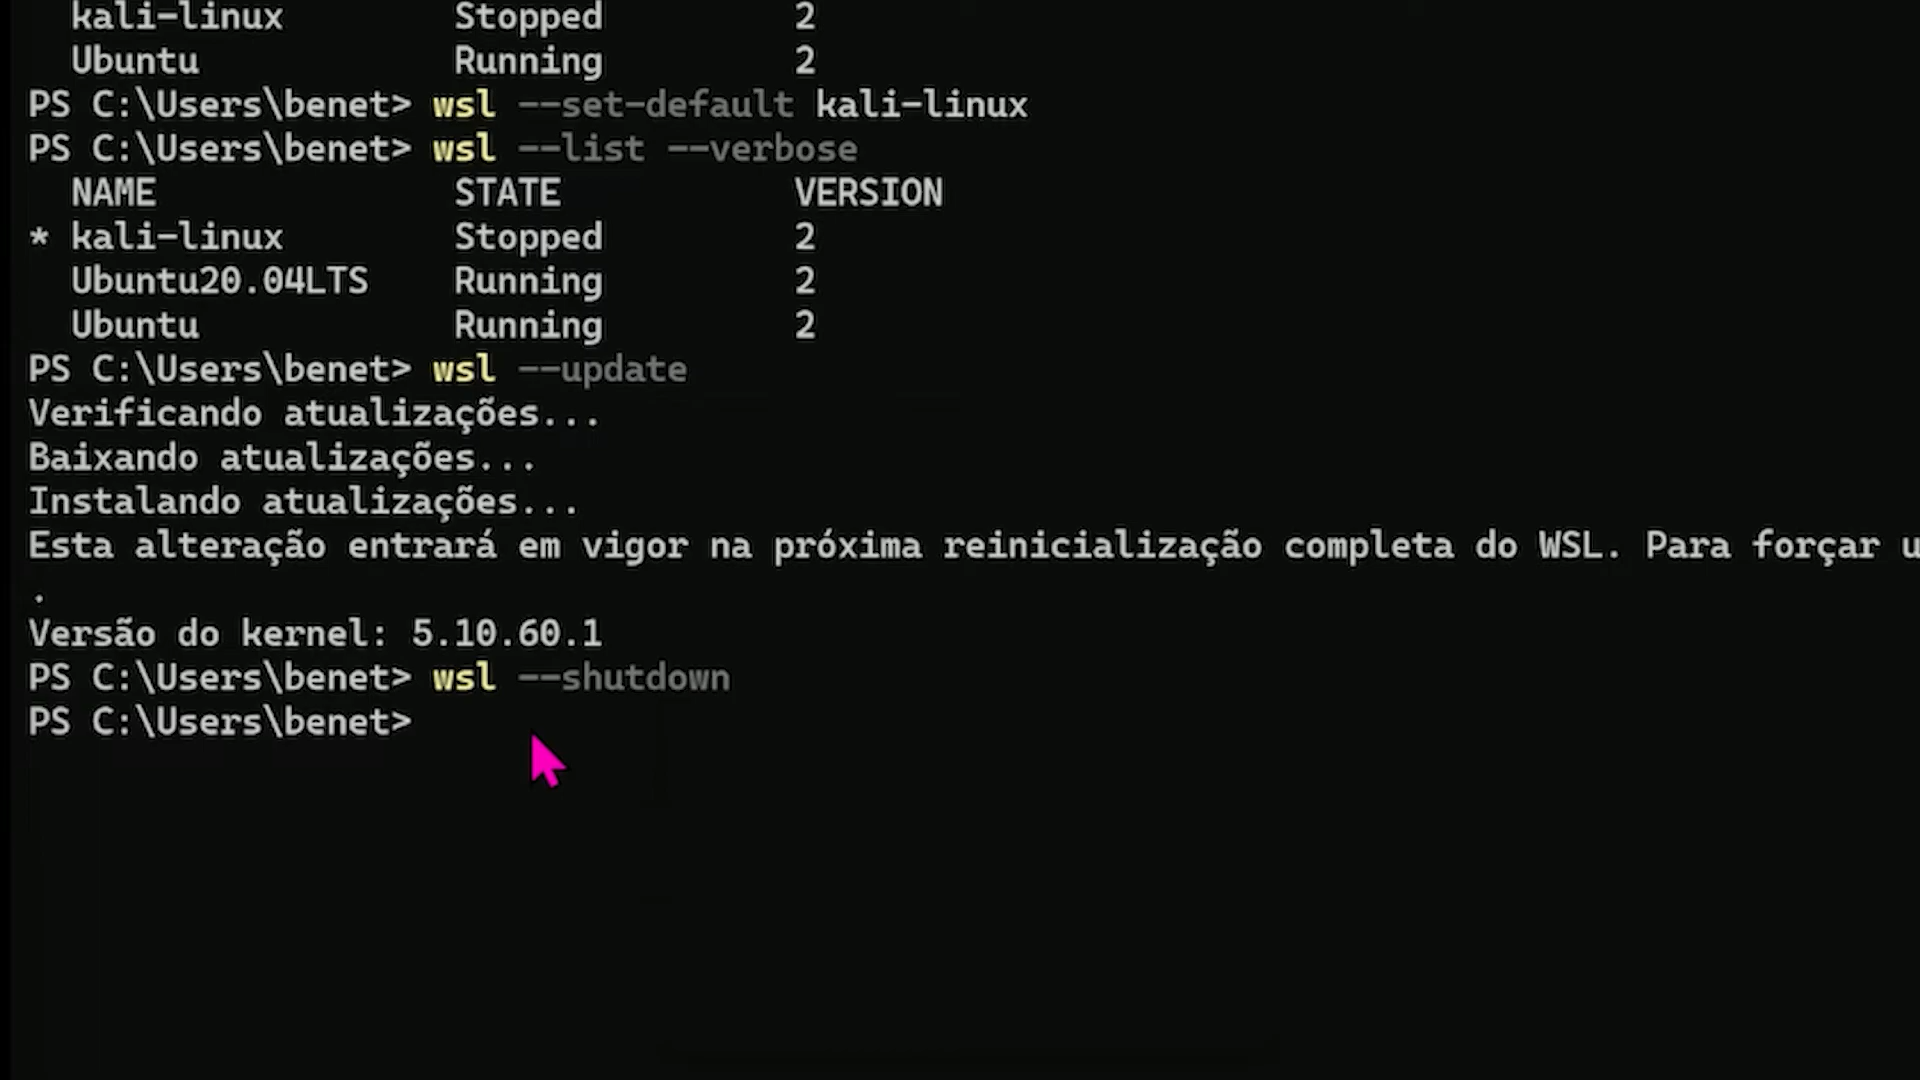 kali-linux Stopped 2
Ubuntu Running 2
PS C:\Users\benet> wsl --set-default kali-linux
PS C:\Users\benet> wsl --list --verbose
NAME STATE VERSION
* kali-linux Stopped 2
Ubuntu20.04LTS Running 2
Ubuntu Running 2
PS C:\Users\benet> wsl --update
Verificando atualizações...
Baixando atualizações...
Instalando atualizações...
Esta alteração entrará em vigor na próxima reinicialização completa do WSL. Para forçar
.
Versão do kernel: 5.10.60.1
PS C:\Users\benet> wsl --shutdown
PS C:\Users\benet>